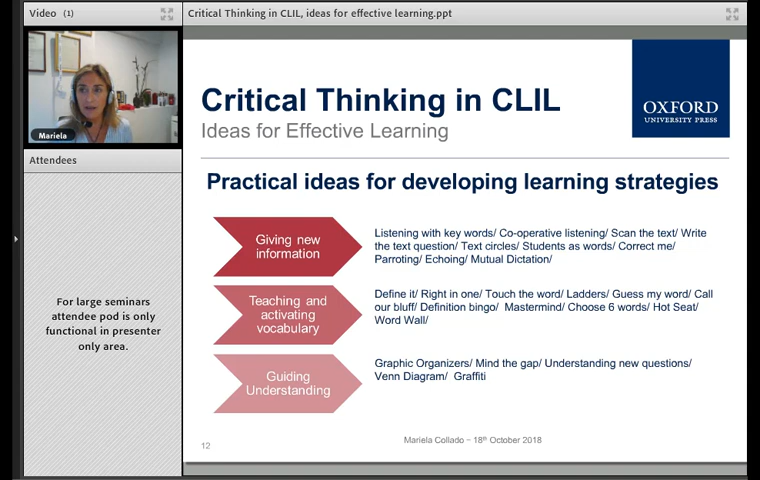 Video (1)
Critical Thinking in CLIL, ideas for effective learning.ppt
Mariela
Attendees
For large seminars
attendee pod is only
functional in presenter
only area.
Critical Thinking in CLIL
Ideas for Effective Learning
OXFORD
UNIVERSITY PRESS
Practical ideas for developing learning strategies
Giving new
information
Listening with key words/ Co-operative listening/ Scan the text/ Write
the text question/ Text circles/ Students as words/ Correct me/
Parroting/ Echoing/ Mutual Dictation/
Teaching and
activating
vocabulary
Define it/ Right in one/ Touch the word/ Ladders/ Guess my word/ Call
our bluff/ Definition bingo/ Mastermind/ Choose 6 words/ Hot Seat/
Word Wall/
Guiding
Understanding
Graphic Organizers/ Mind the gap/ Understanding new questions/
Venn Diagram/ Graffiti
12
Mariela Collado – 18th October 2018